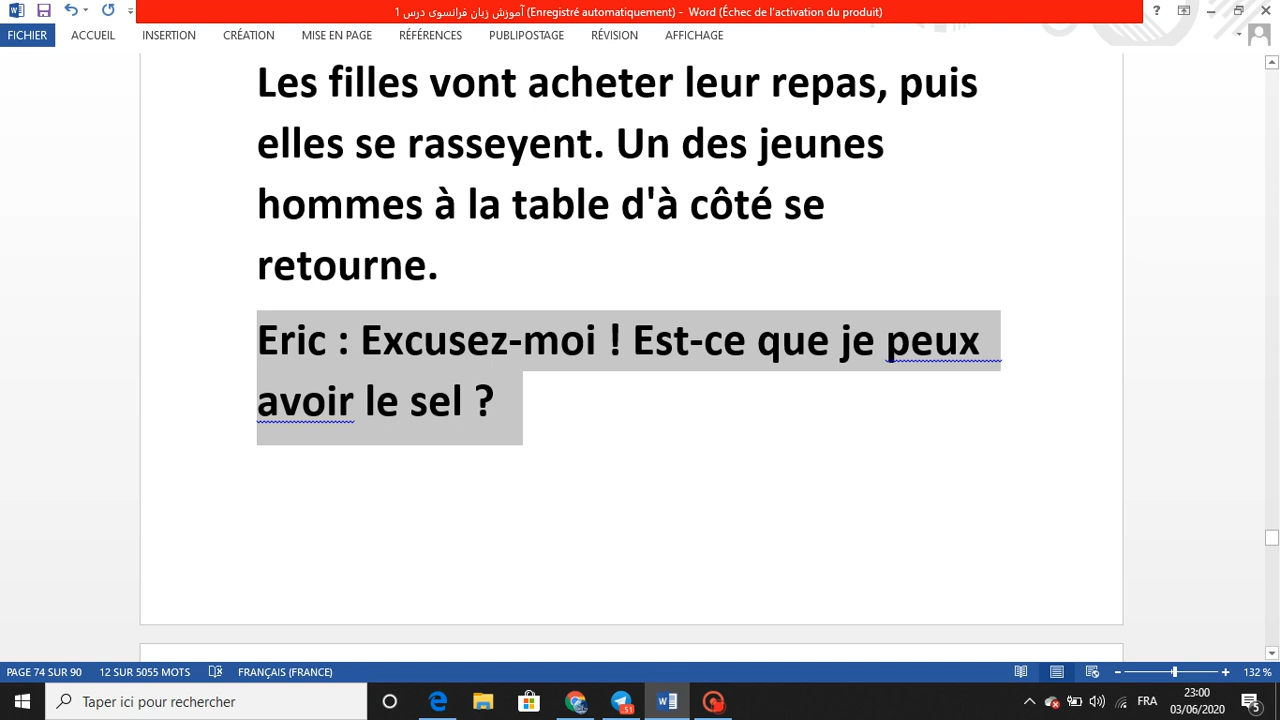 آموزش زبان فرانسوی درس 1 (Enregistré automatiquement) - Word (Échec de l'activation du produit)
FICHIER ACCUEIL INSERTION CRÉATION MISE EN PAGE RÉFÉRENCES PUBLIPOSTAGE RÉVISION AFFICHAGE
Les filles vont acheter leur repas, puis
elles se rasseyent. Un des jeunes
hommes à la table d'à côté se
retourne.
Eric : Excusez-moi ! Est-ce que je peux
avoir le sel ?
PAGE 74 SUR 90 12 SUR 5055 MOTS FRANÇAIS (FRANCE) 132 %
Taper ici pour rechercher
51
FRA
23:00
03/06/2020
5